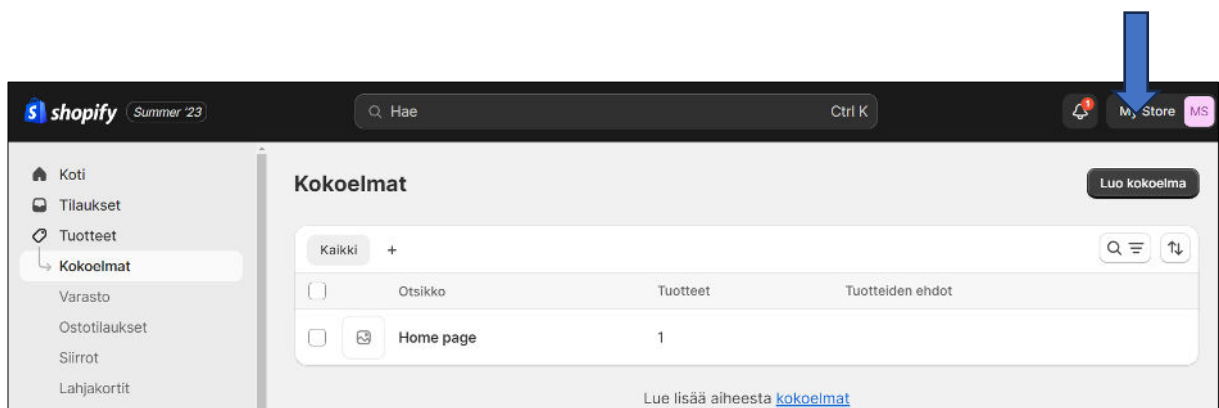 shopify Summer '23 Hae Ctrl K 1 My Store MS
Koti
Tilaukset
Tuotteet
Kokoelmat
Varasto
Ostotilaukset
Siirrot
Lahjakortit
Kokoelmat Luo kokoelma
Kaikki +
Otsikko Tuotteet Tuotteiden ehdot
Home page 1
Lue lisää aiheesta kokoelmat